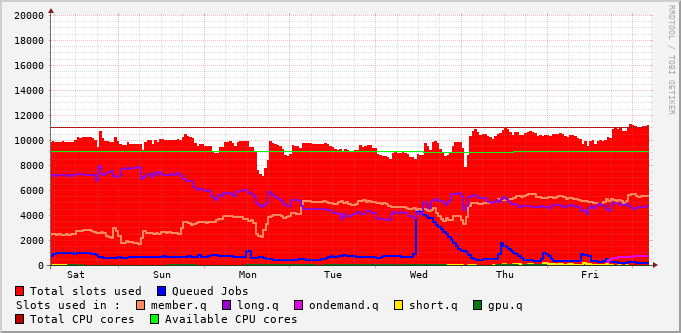 20000
18000
16000
14000
12000
10000
8000
6000
4000
2000
0
Sat Sun Mon Tue Wed Thu Fri
RRDTOOL / TOBI OETIKER
Total slots used Queued Jobs
Slots used in : member.q long.q ondemand.q short.q gpu.q
Total CPU cores Available CPU cores